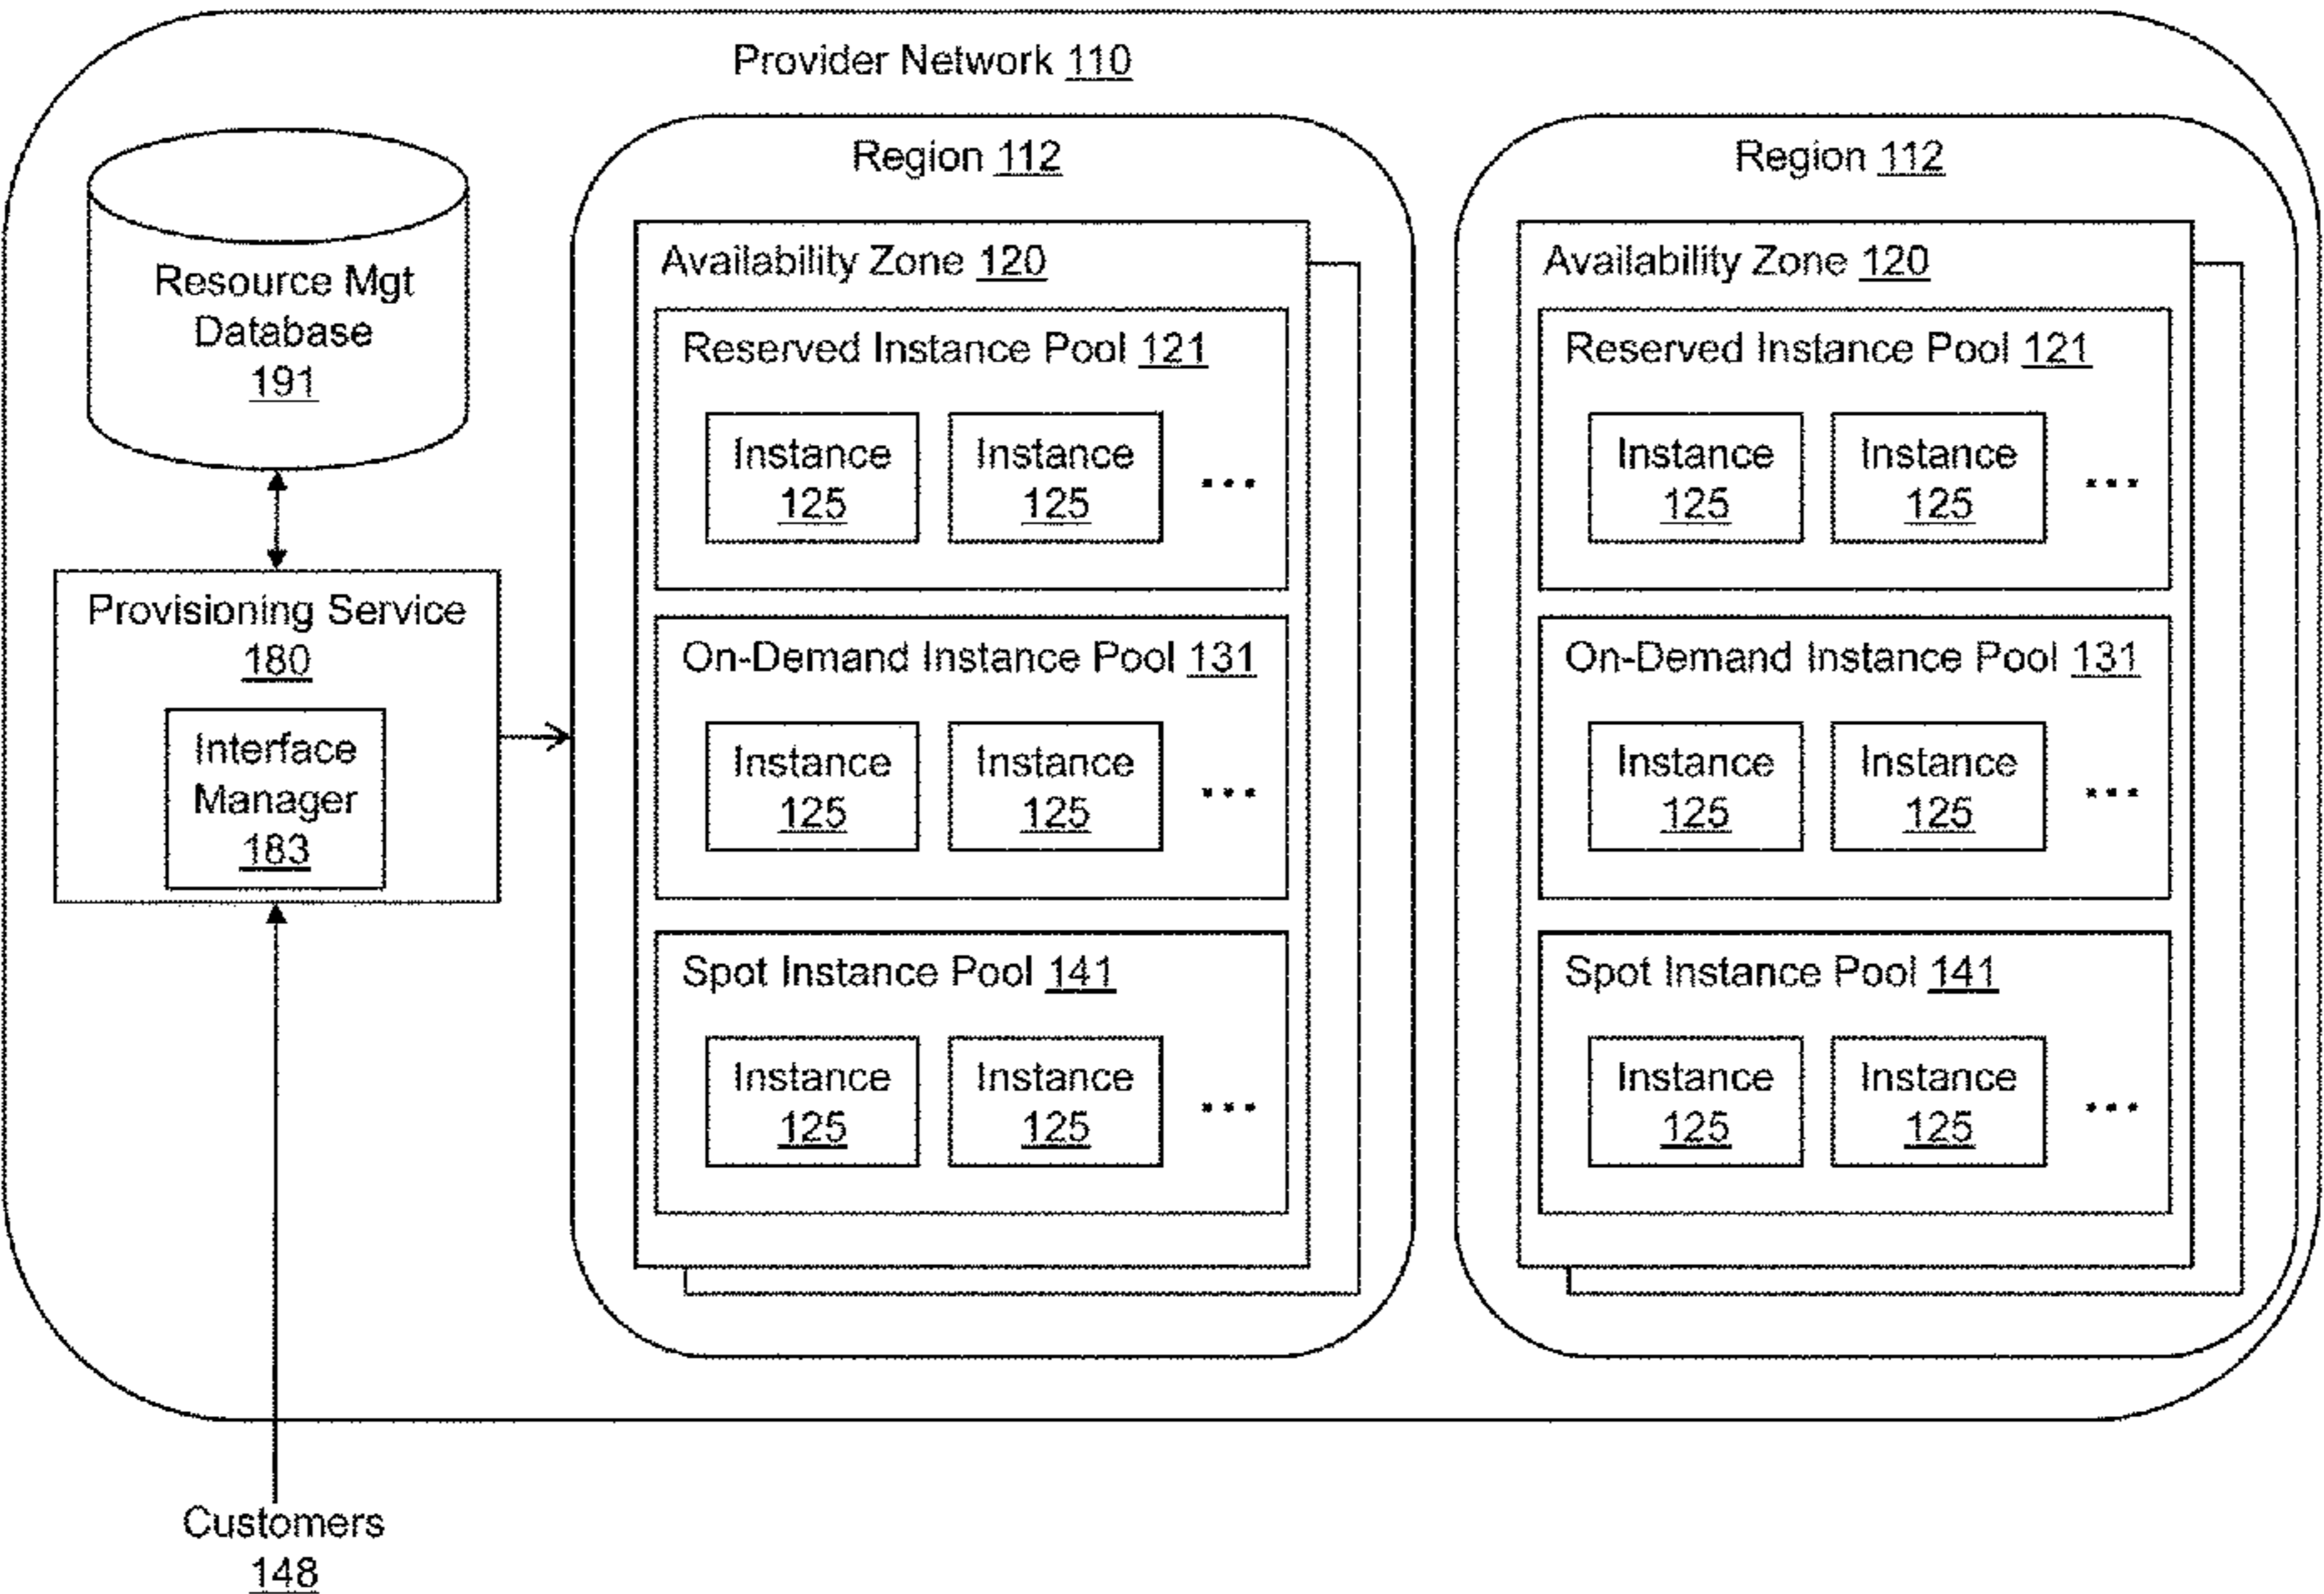 Provider Network 110
Resource Mgt
Database
191
Provisioning Service
180
Interface
Manager
183
Customers
148
Region 112
Availability Zone 120
Reserved Instance Pool 121
Instance
125
Instance
125
...
On-Demand Instance Pool 131
Instance
125
Instance
125
...
Spot Instance Pool 141
Instance
125
Instance
125
...
Region 112
Availability Zone 120
Reserved Instance Pool 121
Instance
125
Instance
125
...
On-Demand Instance Pool 131
Instance
125
Instance
125
...
Spot Instance Pool 141
Instance
125
Instance
125
...